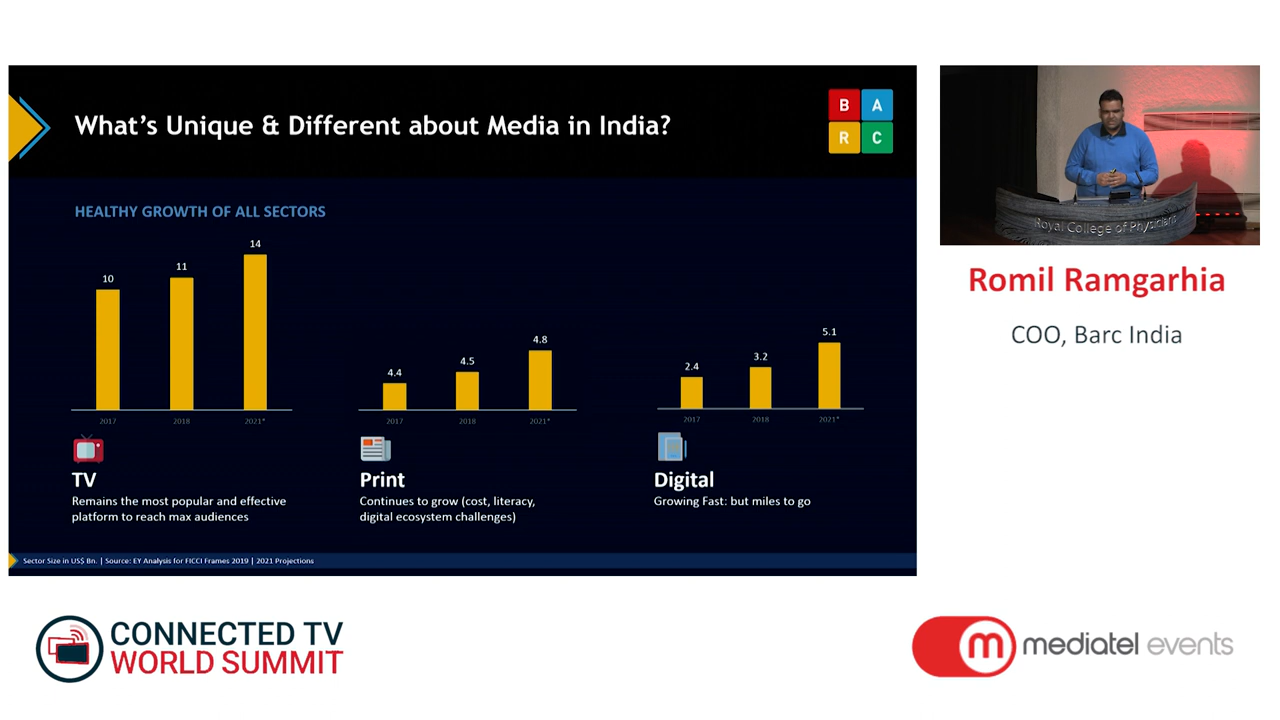 What's Unique & Different about Media in India?
B A
R C
HEALTHY GROWTH OF ALL SECTORS
10
11
14
2017
2018
2021*
TV
Remains the most popular and effective
platform to reach max audiences
4.4
4.5
4.8
2017
2018
2021*
Print
Continues to grow (cost, literacy,
digital ecosystem challenges)
2.4
3.2
5.1
2017
2018
2021*
Digital
Growing Fast: but miles to go
Sector Size in US$ Bn. | Source: EY Analysis for FICCI Frames 2019 | 2021 Projections
Royal College of Physicians
Romil Ramgarhia
COO, Barc India
CONNECTED TV
WORLD SUMMIT
m mediatel events